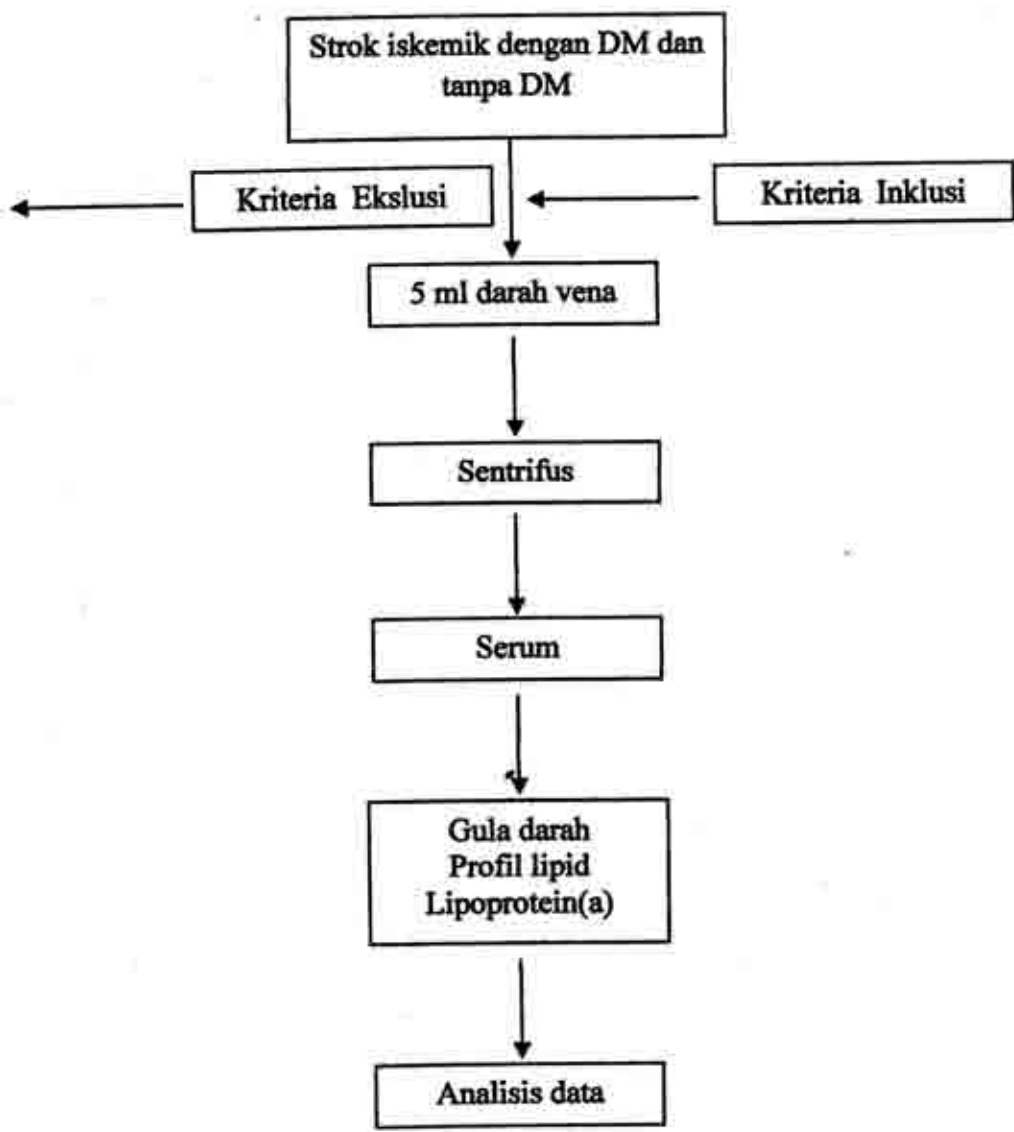 Strok iskemik dengan DM dan
tanpa DM
Kriteria Ekslusi
Kriteria Inklusi
5 ml darah vena
Sentrifus
Serum
Gula darah
Profil lipid
Lipoprotein(a)
Analisis data